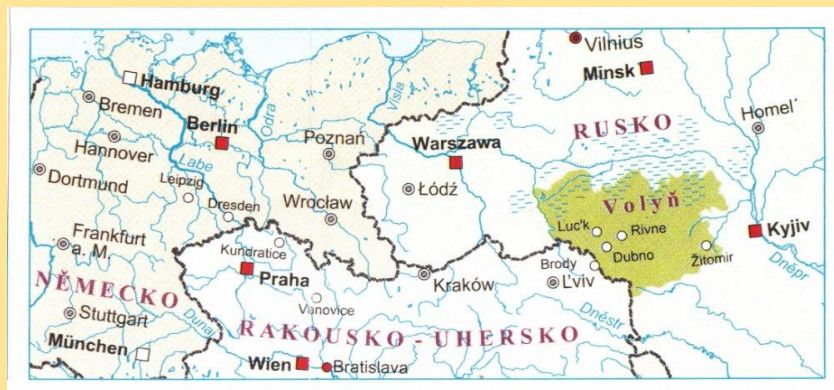 Vilnius
Minsk
Hamburg
Bremen
Berlin
Odra
Visla
Homel´
RUSKO
Hannover
Poznań
Warszawa
Labe
Dortmund
Leipzig
Łódź
Volyň
Dresden
Wrocław
Luc'k
Rivne
Kyjiv
Frankfurt
a. M.
Kundratice
Dubno
Žitomir
Dněpr
Praha
Kraków
Brody
Ľviv
NĚMECKO
Vanovice
Stuttgart
Dunaj
RAKOUSKO - UHERSKO
Dněstr
München
Wien
Bratislava